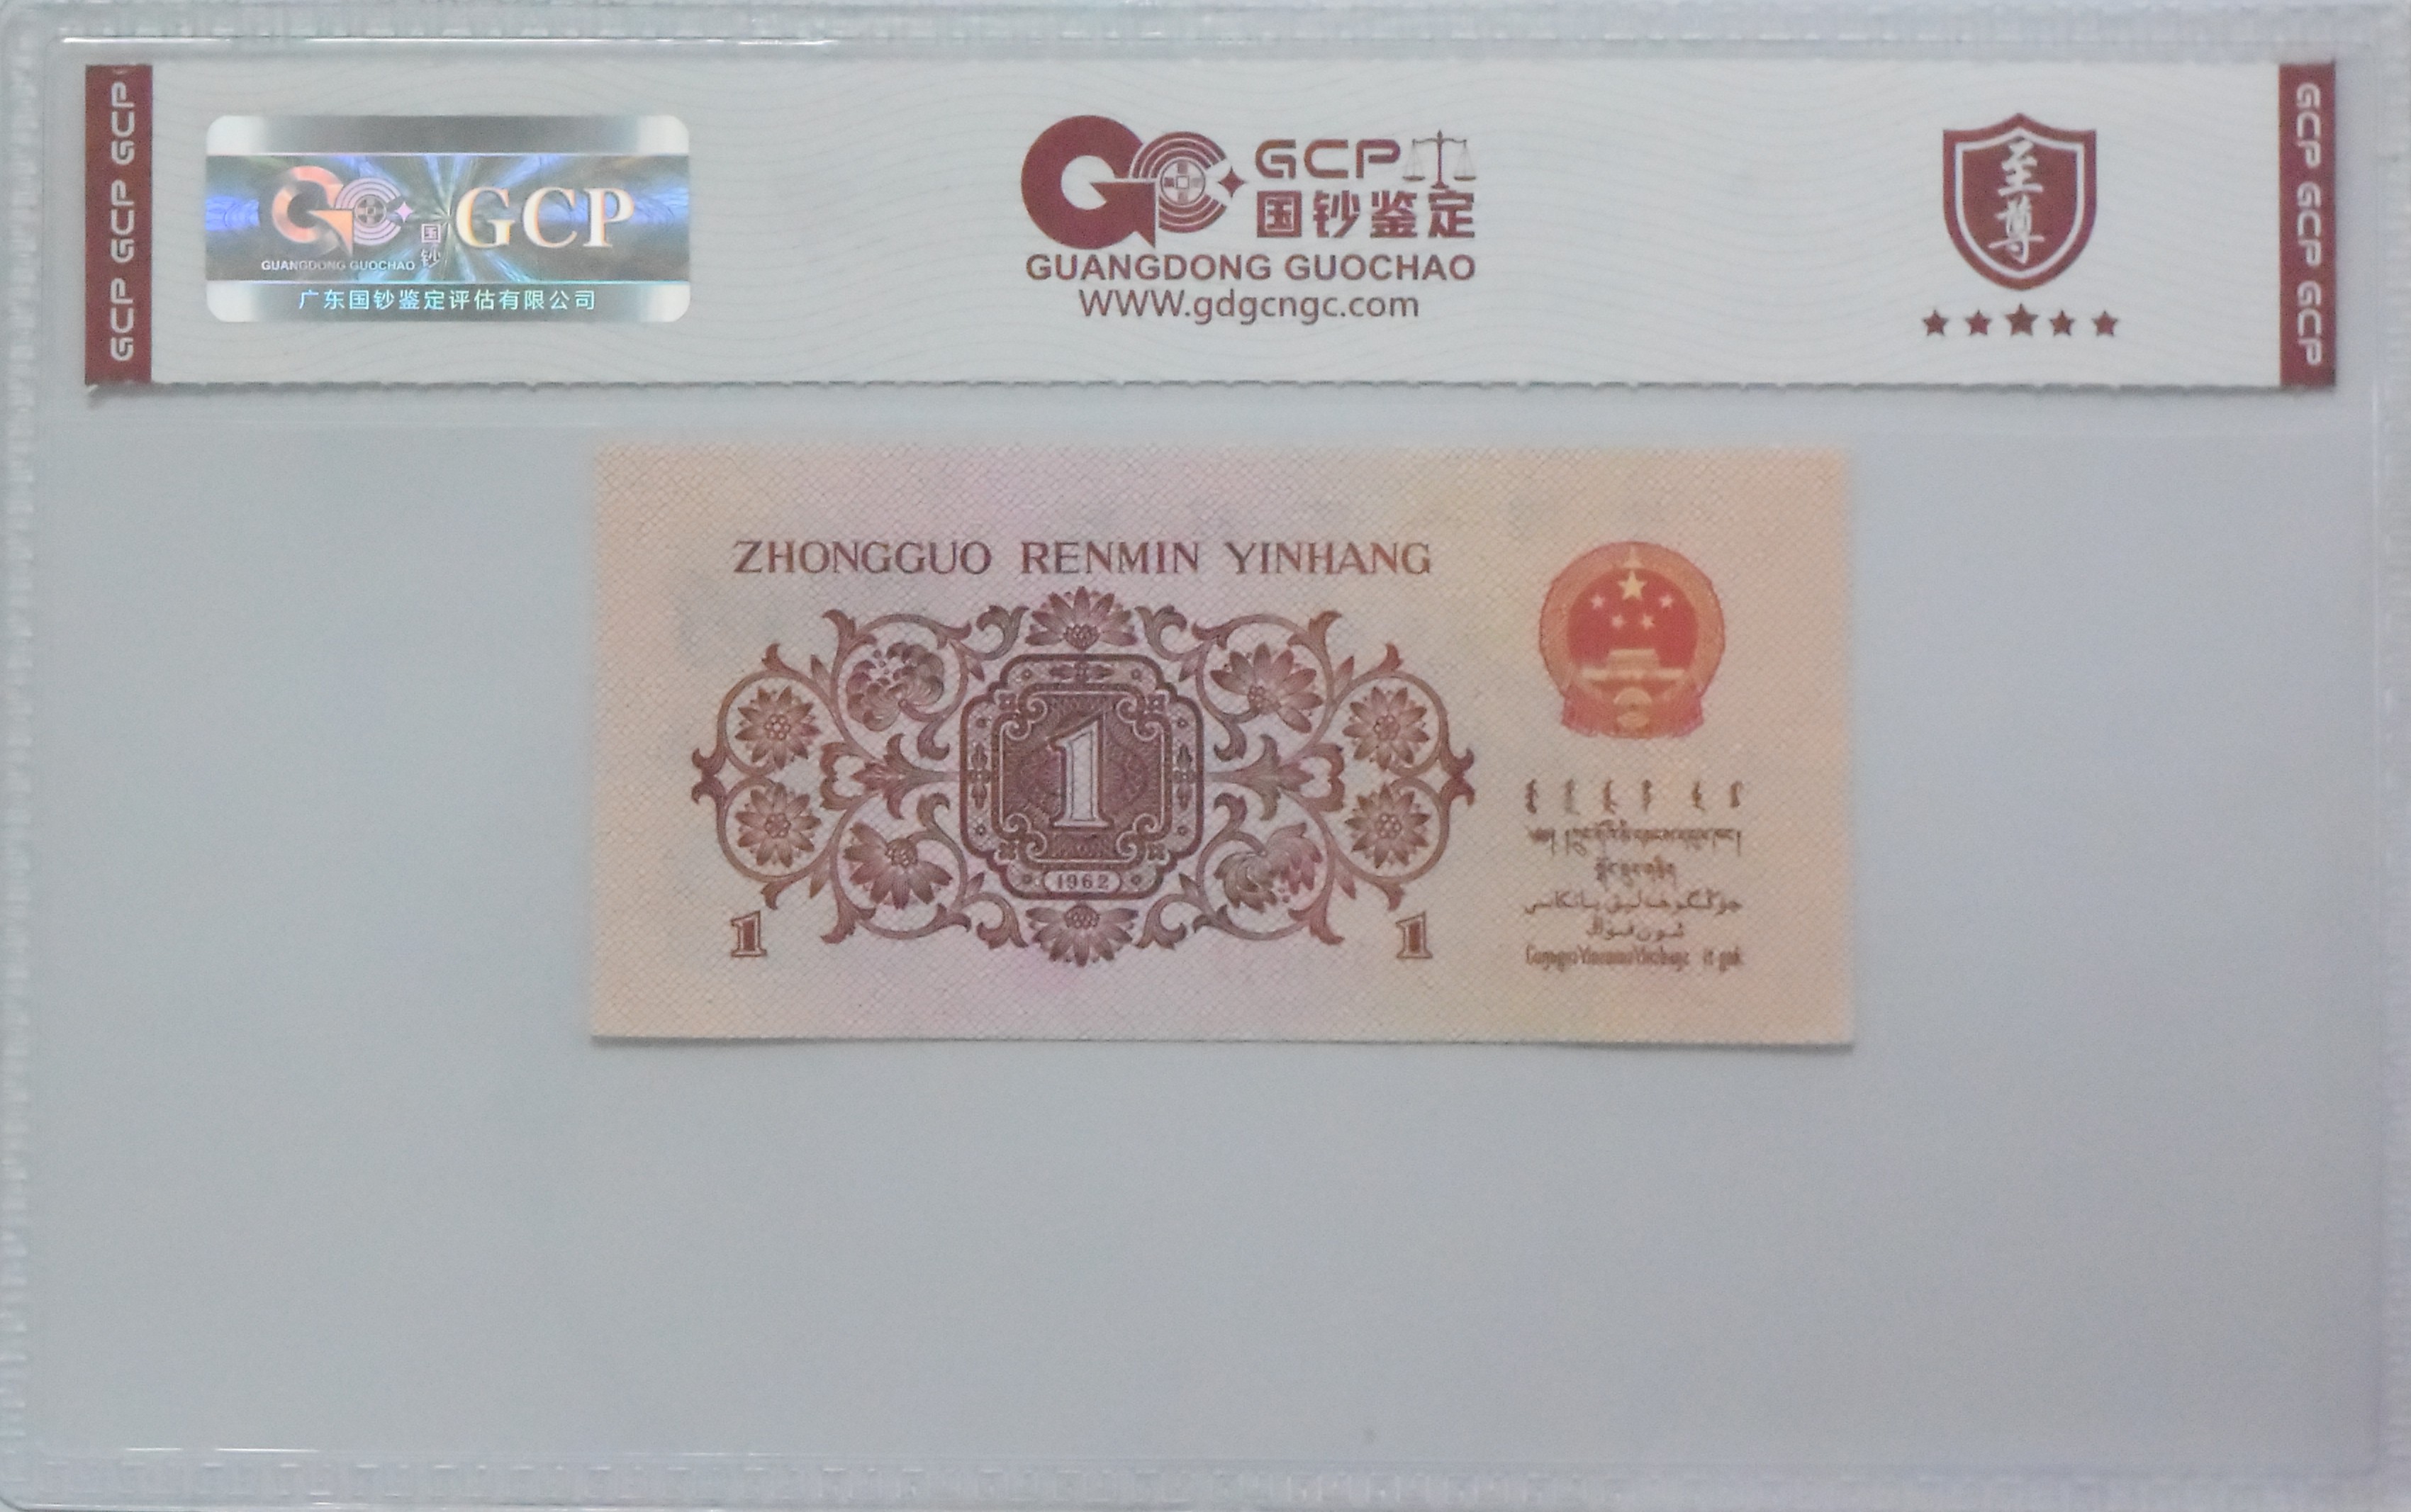 GCP GCP GCP
国
钞
GCP
GUANGDONG GUOCHAO
广东国钞鉴定评估有限公司
GCP
国钞鉴定
GUANGDONG GUOCHAO
WWW.gdgcngc.com
至
尊
GCP GCP GCP
ZHONGGUO RENMIN YINHANG
1
1962
1
1